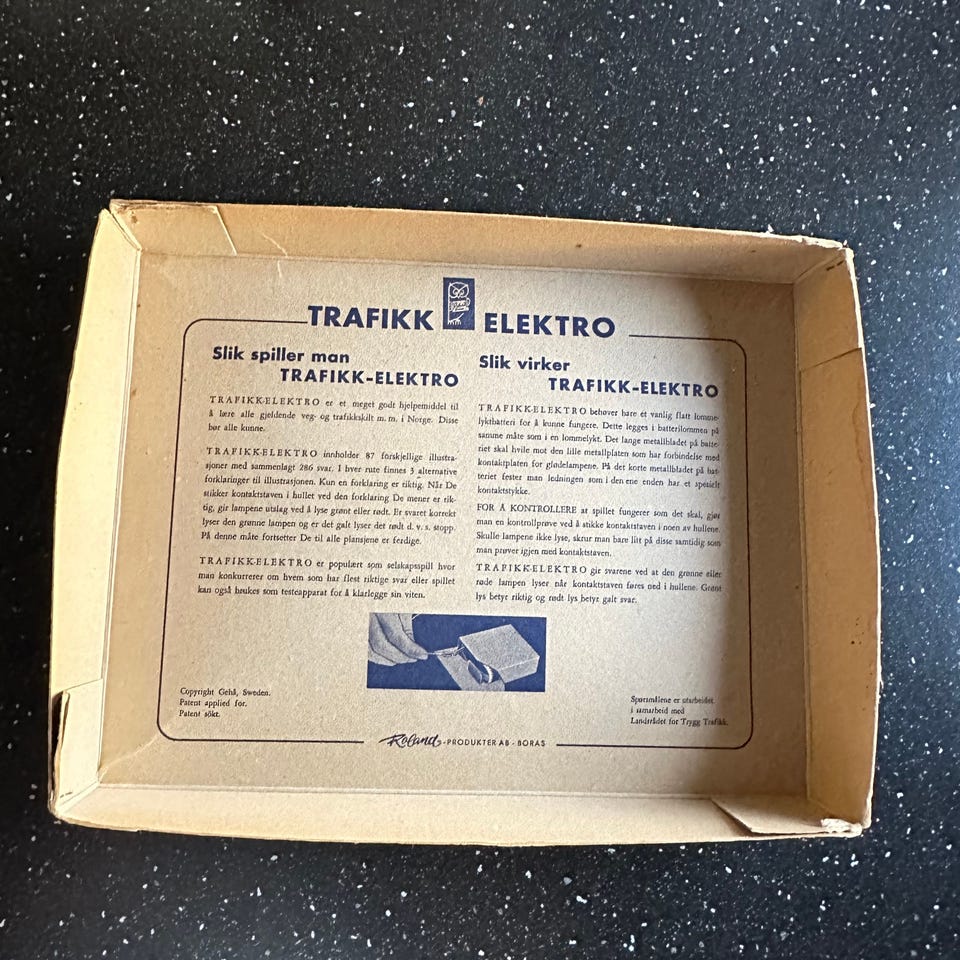 TRAFIKK ELEKTRO
Slik spiller man
TRAFIKK-ELEKTRO
TRAFIKK-ELEKTRO er et meget godt hjelpemiddel til
å lære alle gjeldende veg- og trafikkskilt m. m. i Norge. Disse
bør alle kunne.
TRAFIKK-ELEKTRO innholder 87 forskjellige illustra-
sjoner med sammenlagt 286 svar. I hver rute finnes 3 alternative
forklaringer til illustrasjonen. Kun en forklaring er riktig. Når De
stikker kontaktstaven i hullet ved den forklaring De mener er rik-
tig, gir lampene utslag ved å lyse grønt eller rødt. Er svaret korrekt
lyser den grønne lampen og er det galt lyser det rødt d. v. s. stopp.
På denne måte fortsetter De til alle plansjene er ferdige.
TRAFIKK-ELEKTRO er populært som selskapsspill hvor
man konkurrerer om hvem som har flest riktige svar eller spillet
kan også brukes som testeapparat for å klarlegge sin viten.
Slik virker
TRAFIKK-ELEKTRO
TRAFIKK-ELEKTRO behøver bare et vanlig flatt lomme-
lyktbatteri for å kunne fungere. Dette legges i batterilommen på
samme måte som i en lommelykt. Det lange metallbladet på batte-
riet skal hvile mot den lille metallplaten som har forbindelse med
kontaktplaten for glødelampene. På det korte metallbladet på bat-
teriet fester man ledningen som i den ene enden har et spesielt
kontaktstykke.
FOR Å KONTROLLERE at spillet fungerer som det skal, gjør
man en kontrollprøve ved å stikke kontaktstaven i noen av hullene.
Skulle lampene ikke lyse, skrur man bare litt på disse samtidig som
man prøver igjen med kontaktstaven.
TRAFIKK-ELEKTRO gir svarene ved at den grønne eller
røde lampen lyser når kontaktstaven føres ned i hullene. Grønt
lys betyr riktig og rødt lys betyr galt svar.
Copyright Gehå, Sweden.
Patent applied for.
Patent søkt.
Spørsmålene er utarbeidet
i samarbeid med
Landsrådet for Trygg Trafikk.
Roland-PRODUKTER AB - BORAS